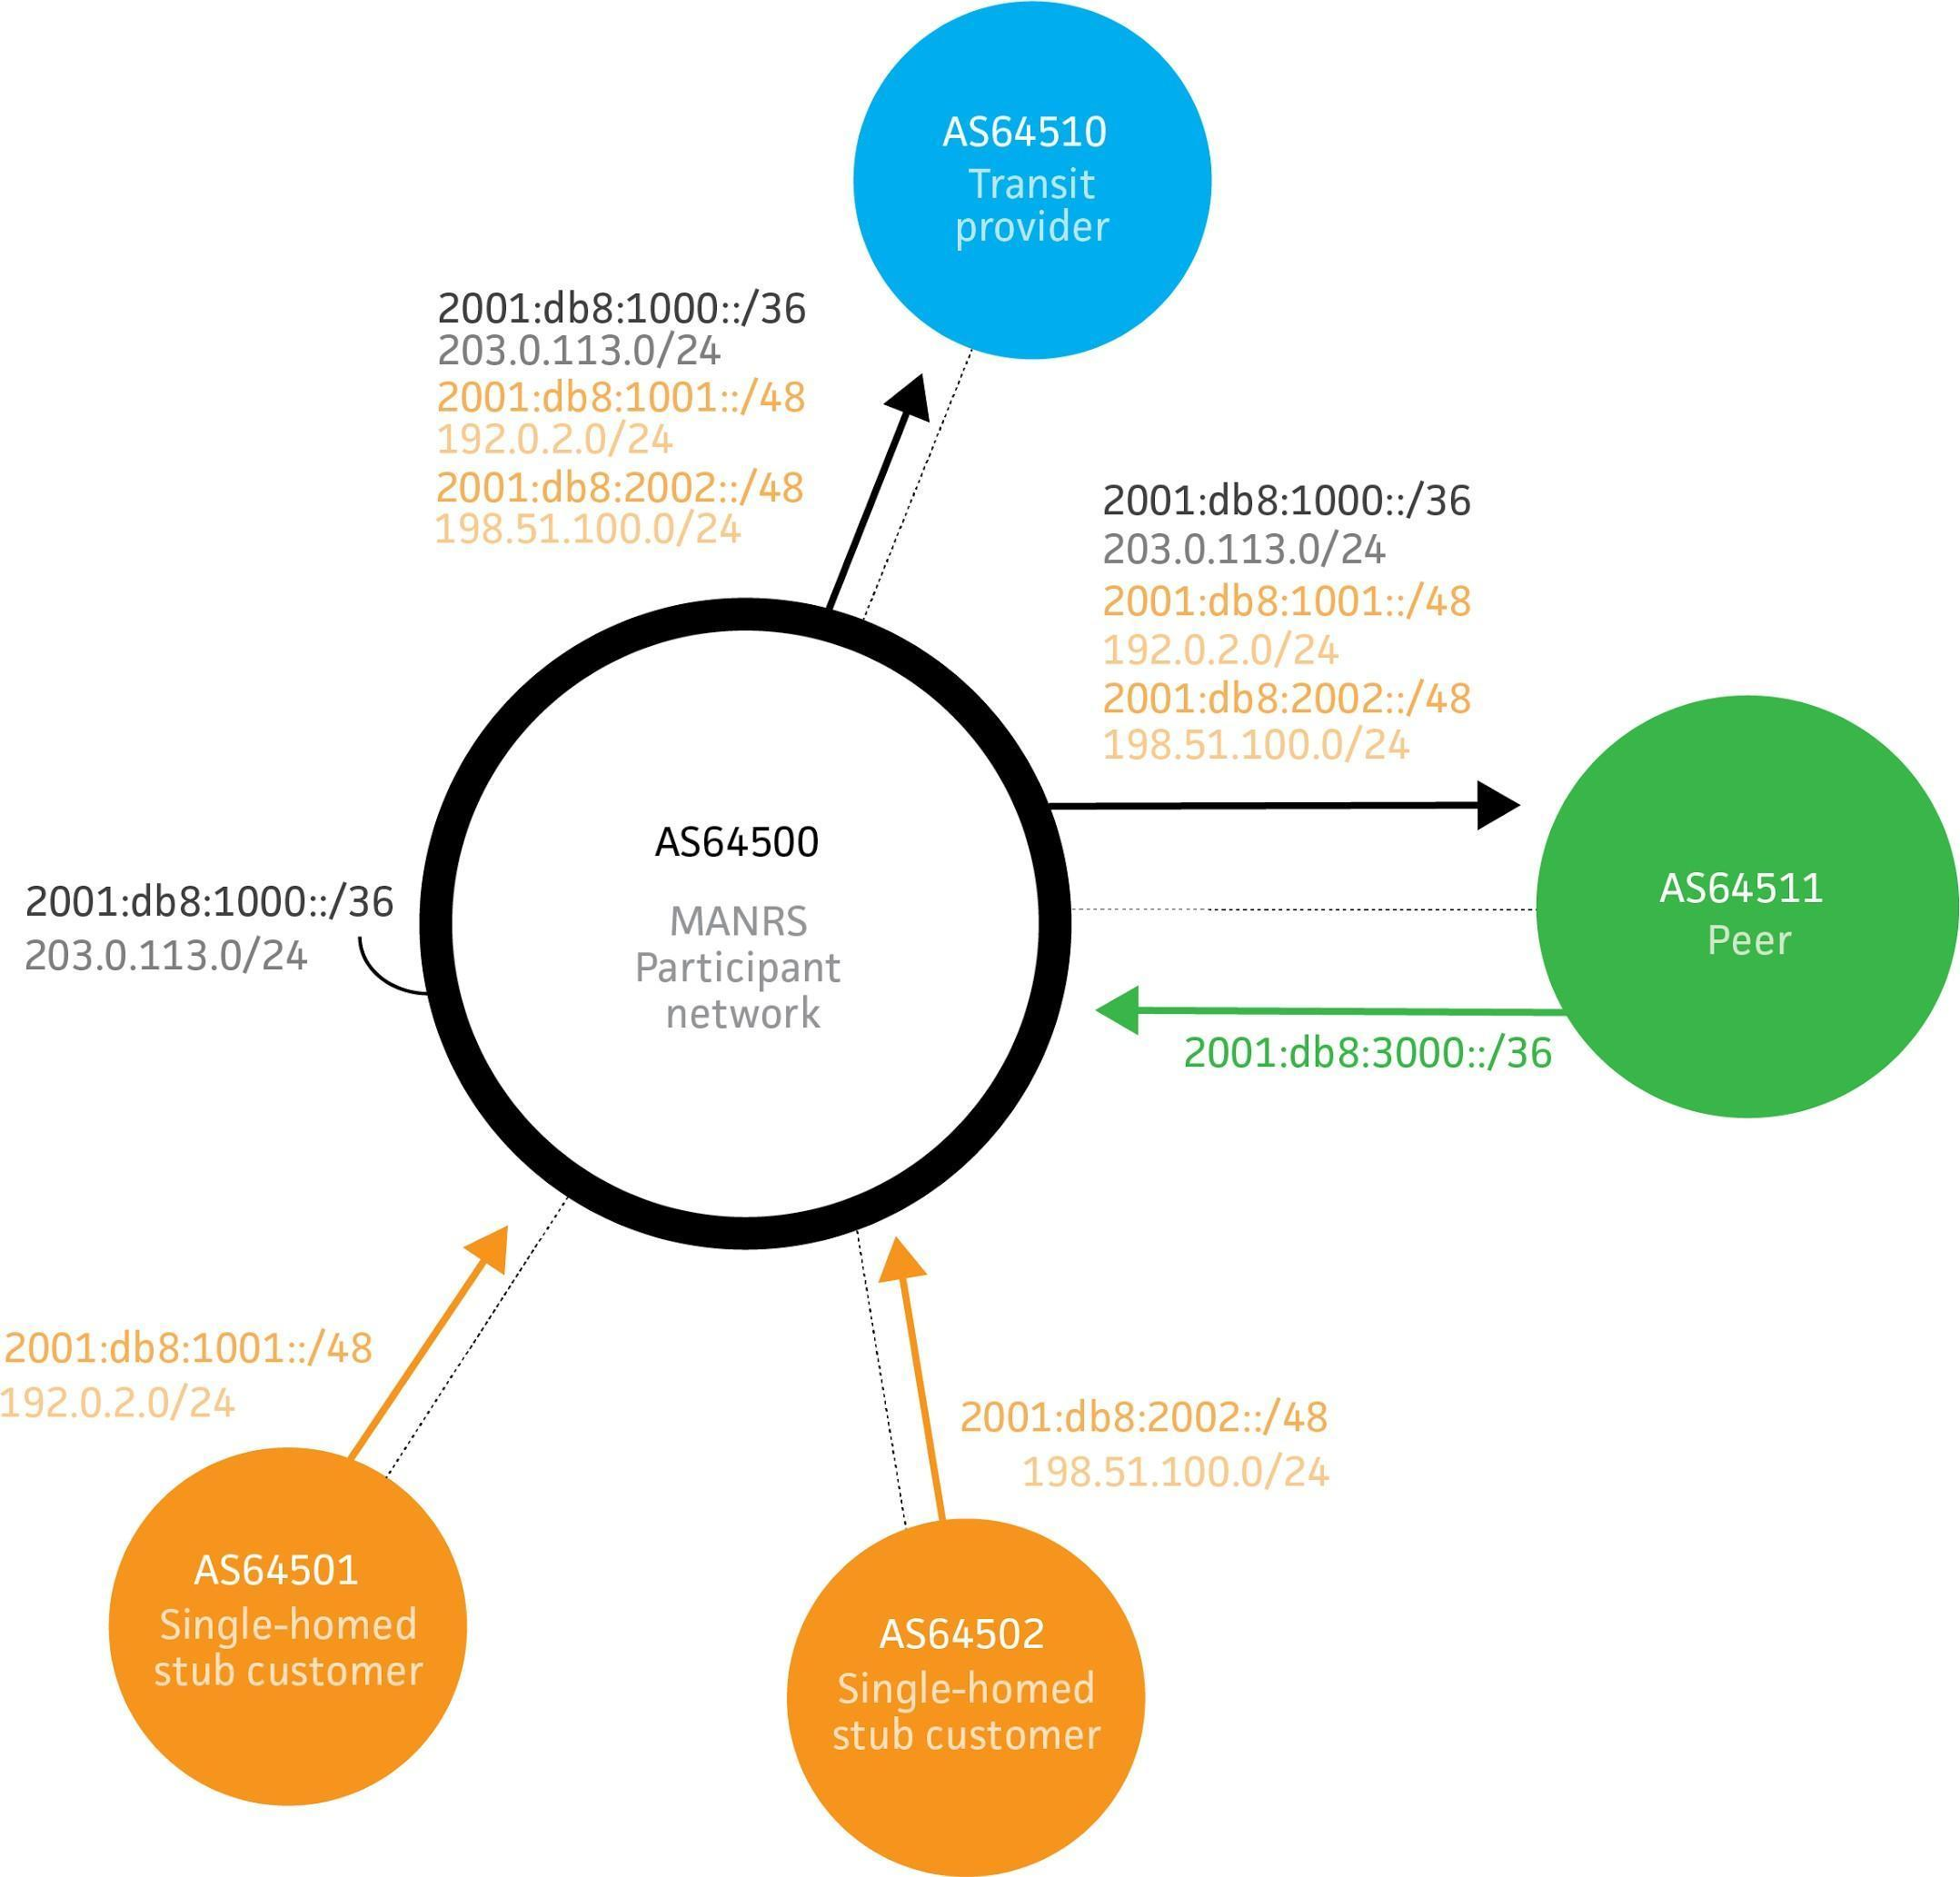 AS64510
Transit
provider
2001:db8:1000::/36
203.0.113.0/24
2001:db8:1001::/48
192.0.2.0/24
2001:db8:2002::/48
198.51.100.0/24
2001:db8:1000::/36
203.0.113.0/24
2001:db8:1001::/48
192.0.2.0/24
2001:db8:2002::/48
198.51.100.0/24
AS64500
MANRS
Participant
network
2001:db8:1000::/36
203.0.113.0/24
AS64511
Peer
2001:db8:3000::/36
2001:db8:1001::/48
192.0.2.0/24
2001:db8:2002::/48
198.51.100.0/24
AS64501
Single-homed
stub customer
AS64502
Single-homed
stub customer